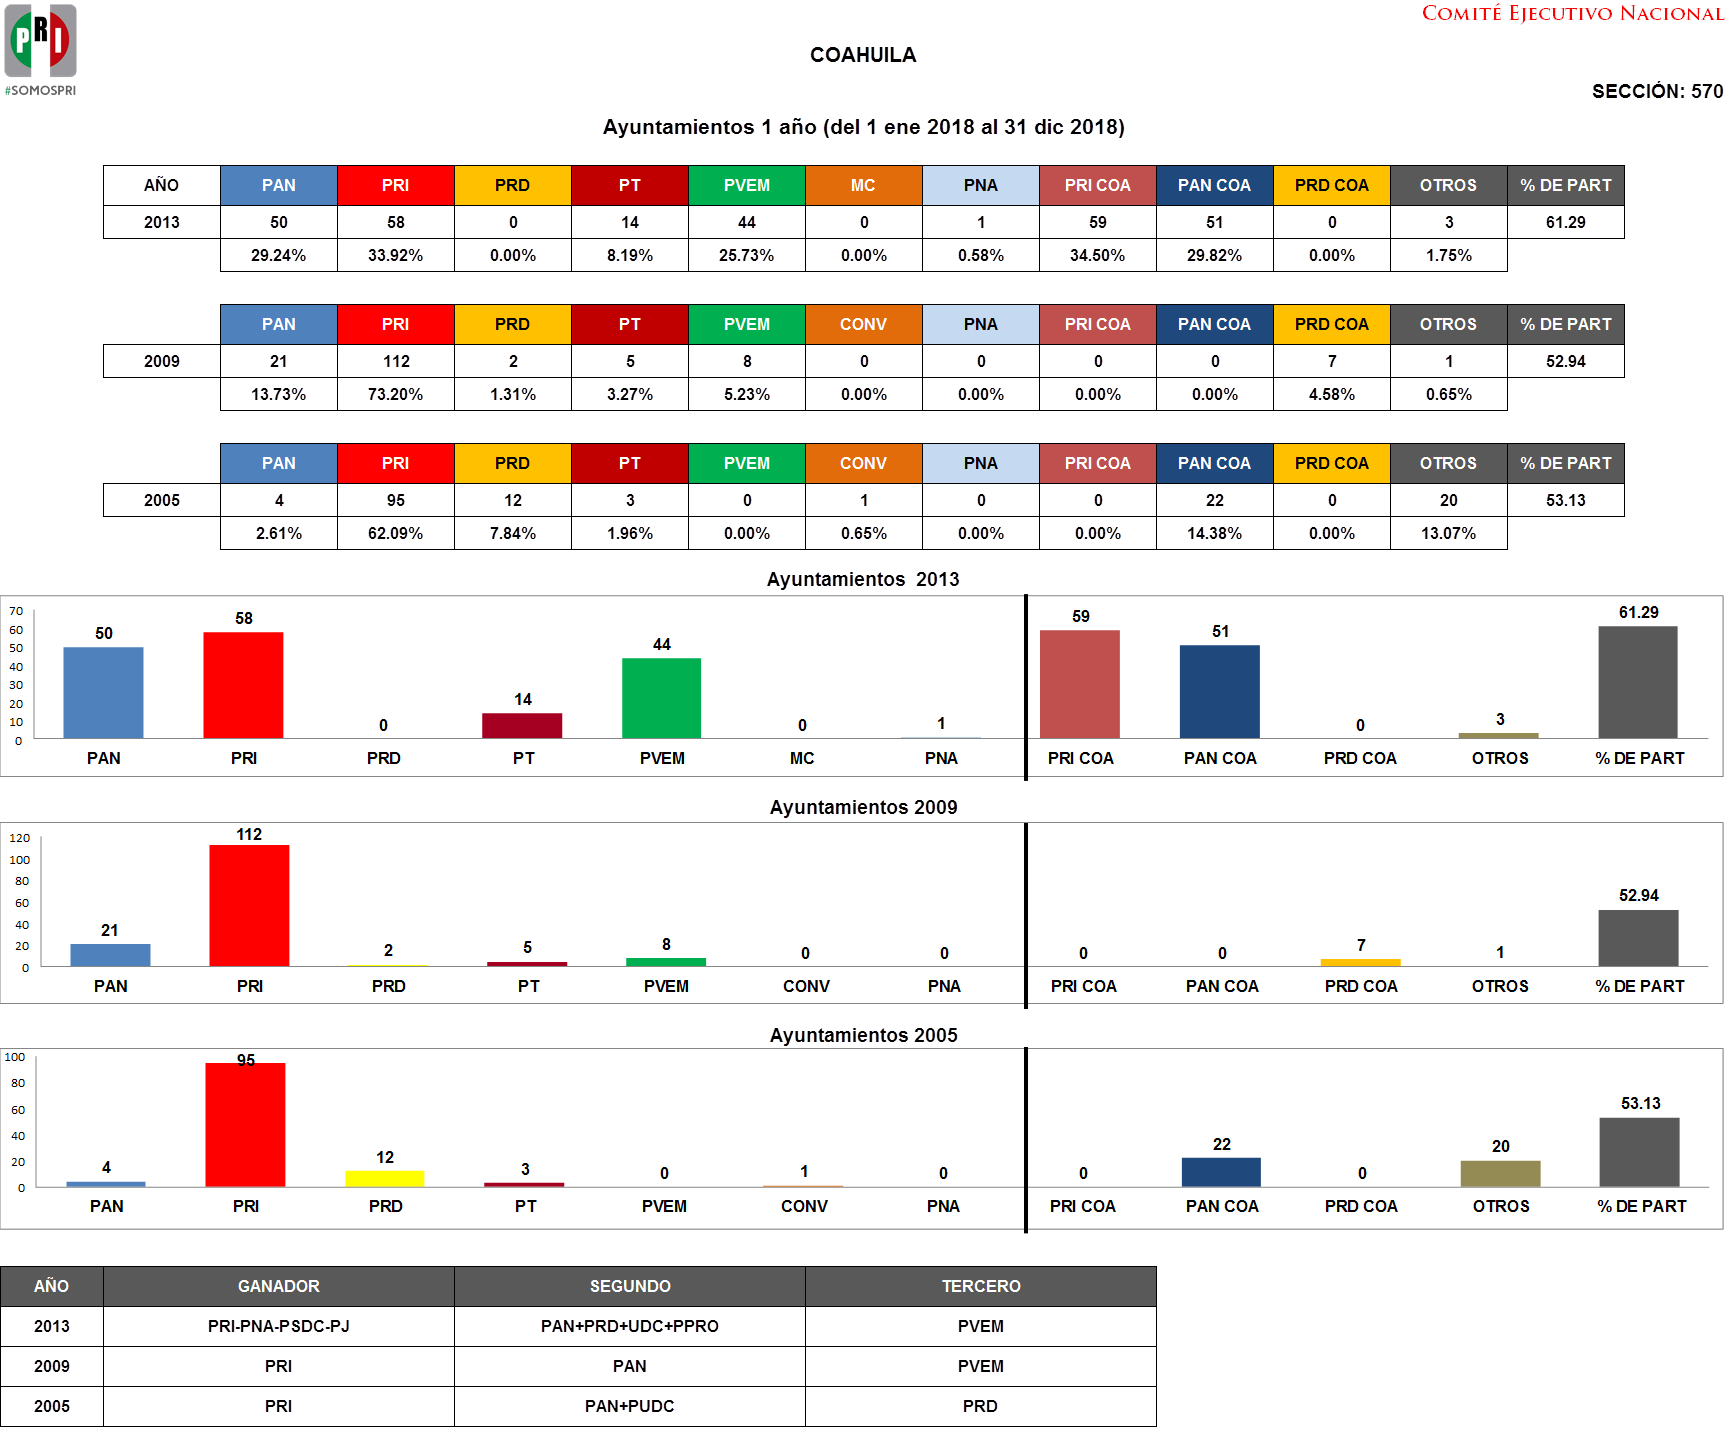 COMITÉ EJECUTIVO NACIONAL
PRI
#SOMOSPRI
COAHUILA
SECCIÓN: 570
Ayuntamientos 1 año (del 1 ene 2018 al 31 dic 2018)
AÑO PAN PRI PRD PT PVEM MC PNA PRI COA PAN COA PRD COA OTROS % DE PART
2013 50 58 0 14 44 0 1 59 51 0 3 61.29
29.24% 33.92% 0.00% 8.19% 25.73% 0.00% 0.58% 34.50% 29.82% 0.00% 1.75%
PAN PRI PRD PT PVEM CONV PNA PRI COA PAN COA PRD COA OTROS % DE PART
2009 21 112 2 5 8 0 0 0 0 7 1 52.94
13.73% 73.20% 1.31% 3.27% 5.23% 0.00% 0.00% 0.00% 0.00% 4.58% 0.65%
PAN PRI PRD PT PVEM CONV PNA PRI COA PAN COA PRD COA OTROS % DE PART
2005 4 95 12 3 0 1 0 0 22 0 20 53.13
2.61% 62.09% 7.84% 1.96% 0.00% 0.65% 0.00% 0.00% 14.38% 0.00% 13.07%
Ayuntamientos 2013
70
60
50
40
30
20
10
0
50 58 0 14 44 0 1 59 51 0 3 61.29
PAN PRI PRD PT PVEM MC PNA PRI COA PAN COA PRD COA OTROS % DE PART
Ayuntamientos 2009
120
100
80
60
40
20
0
21 112 2 5 8 0 0 0 0 7 1 52.94
PAN PRI PRD PT PVEM CONV PNA PRI COA PAN COA PRD COA OTROS % DE PART
Ayuntamientos 2005
100
80
60
40
20
0
4 95 12 3 0 1 0 0 22 0 20 53.13
PAN PRI PRD PT PVEM CONV PNA PRI COA PAN COA PRD COA OTROS % DE PART
AÑO GANADOR SEGUNDO TERCERO
2013 PRI-PNA-PSDC-PJ PAN+PRD+UDC+PPRO PVEM
2009 PRI PAN PVEM
2005 PRI PAN+PUDC PRD